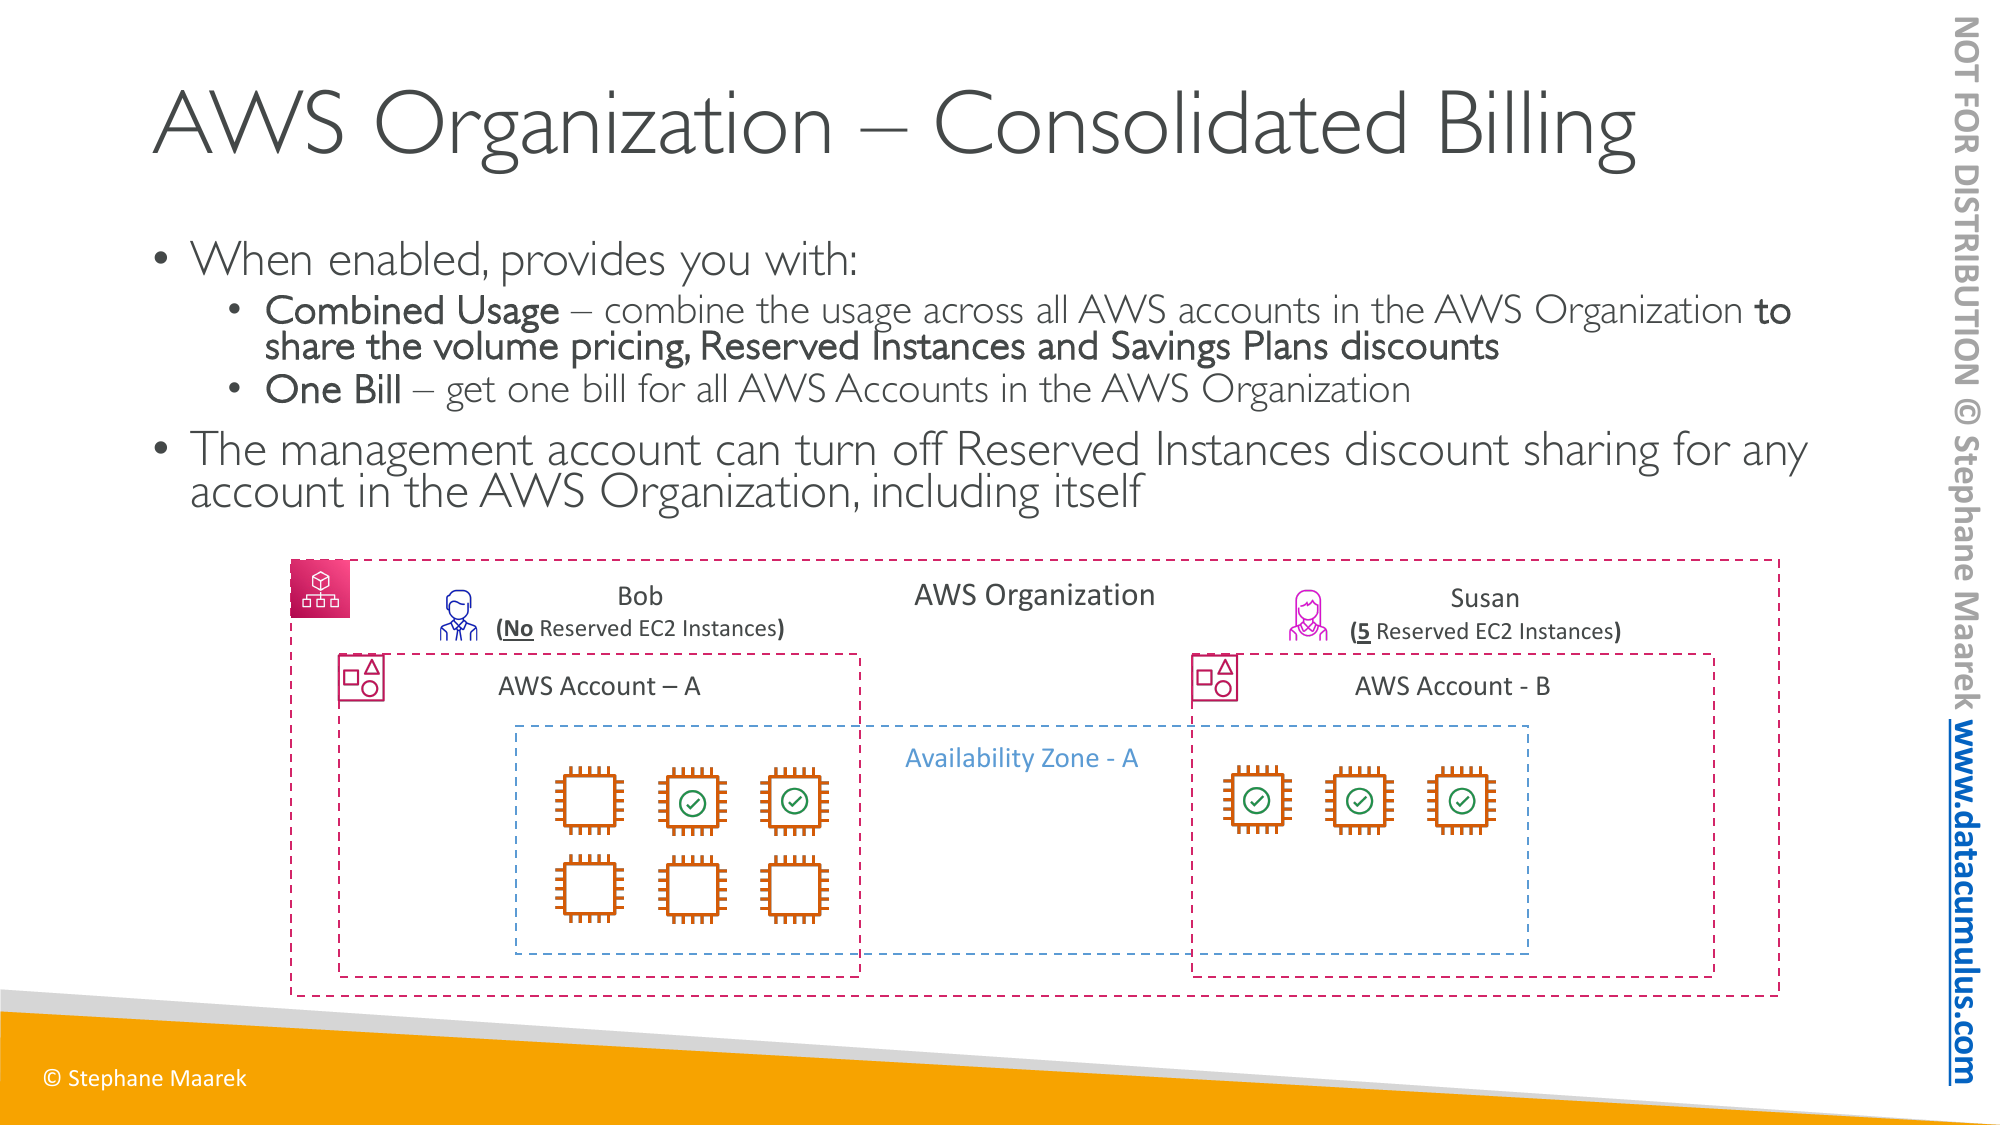 AWS Organization – Consolidated Billing
• When enabled, provides you with:
• Combined Usage – combine the usage across all AWS accounts in the AWS Organization to
share the volume pricing, Reserved Instances and Savings Plans discounts
• One Bill – get one bill for all AWS Accounts in the AWS Organization
• The management account can turn off Reserved Instances discount sharing for any
account in the AWS Organization, including itself
AWS Organization
Bob
(No Reserved EC2 Instances)
Susan
(5 Reserved EC2 Instances)
AWS Account – A
AWS Account - B
Availability Zone - A
© Stephane Maarek
NOT FOR DISTRIBUTION © Stephane Maarek www.datacumulus.com